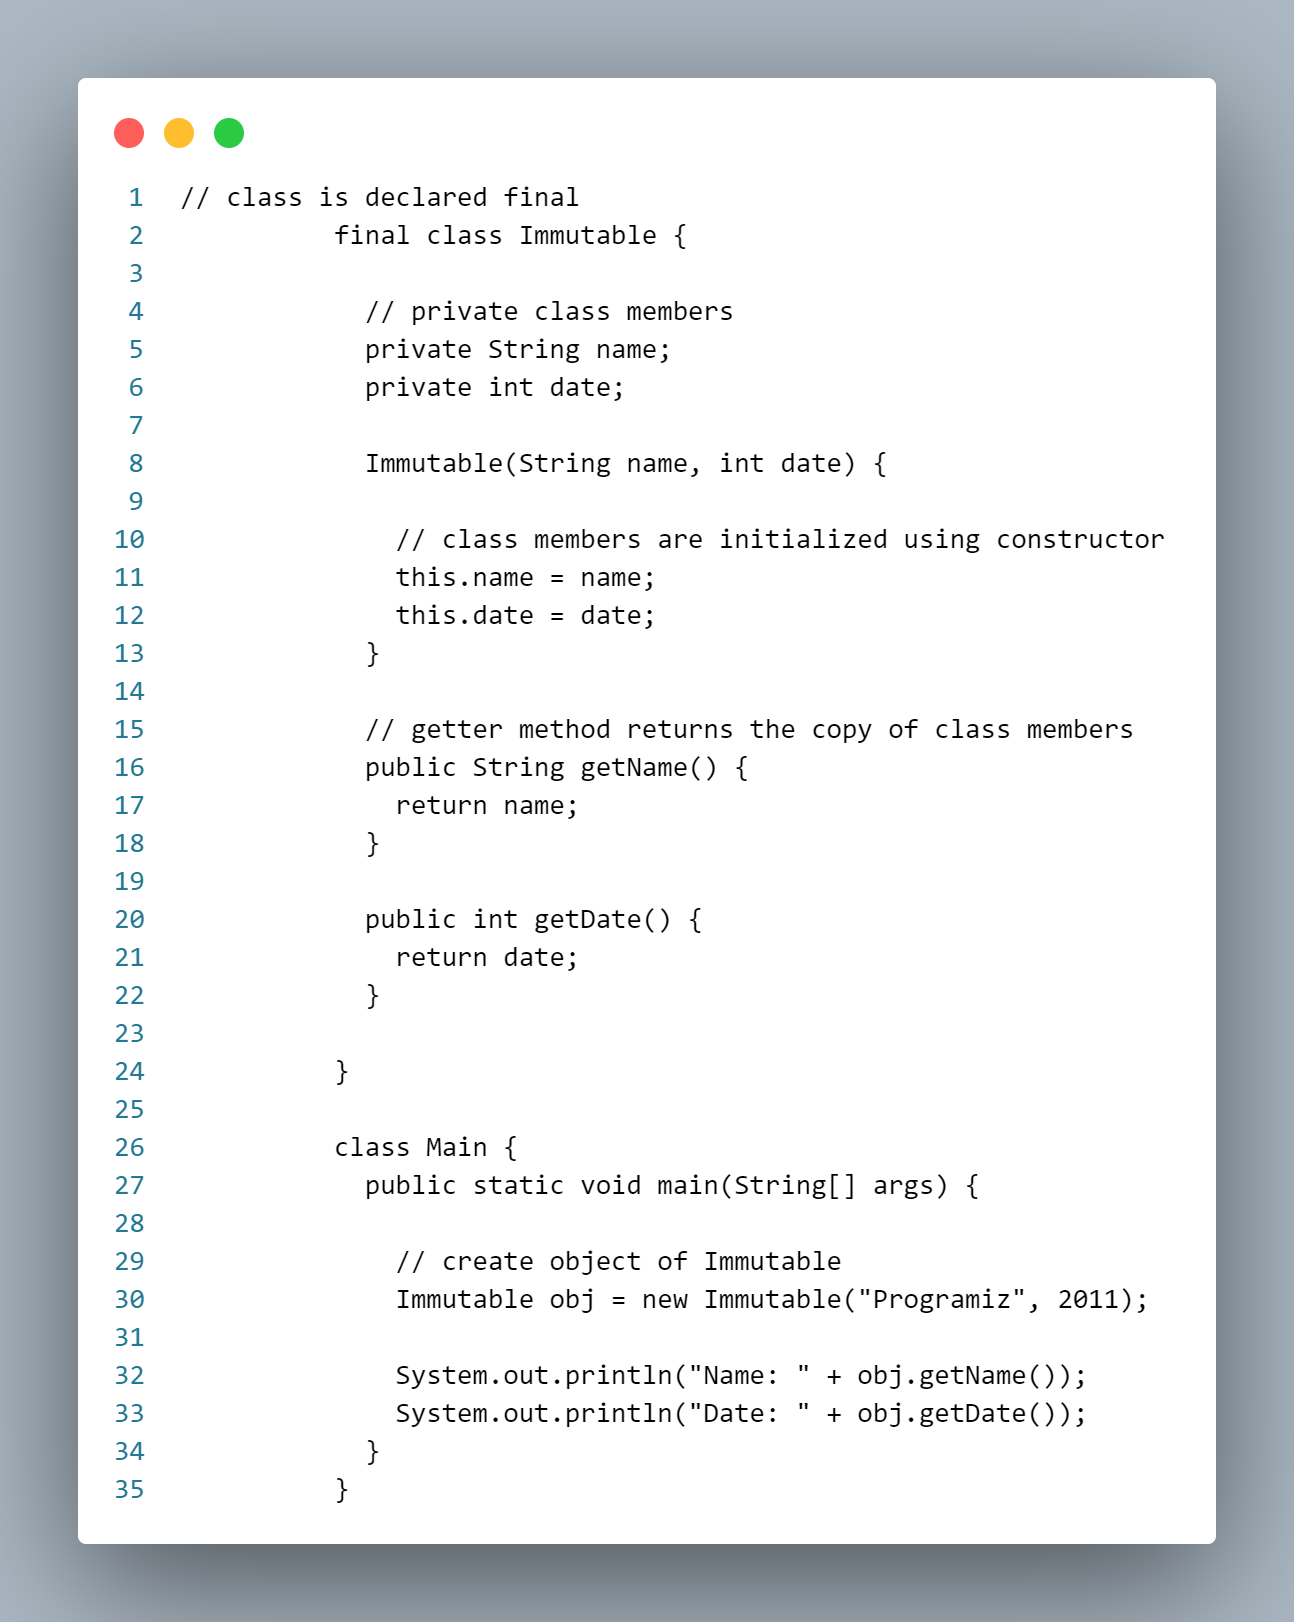 1 // class is declared final
2           final class Immutable {
3
4             // private class members
5             private String name;
6             private int date;
7
8             Immutable(String name, int date) {
9
10               // class members are initialized using constructor
11               this.name = name;
12               this.date = date;
13             }
14
15             // getter method returns the copy of class members
16             public String getName() {
17               return name;
18             }
19
20             public int getDate() {
21               return date;
22             }
23
24           }
25
26           class Main {
27             public static void main(String[] args) {
28
29               // create object of Immutable
30               Immutable obj = new Immutable("Programiz", 2011);
31
32               System.out.println("Name: " + obj.getName());
33               System.out.println("Date: " + obj.getDate());
34             }
35           }